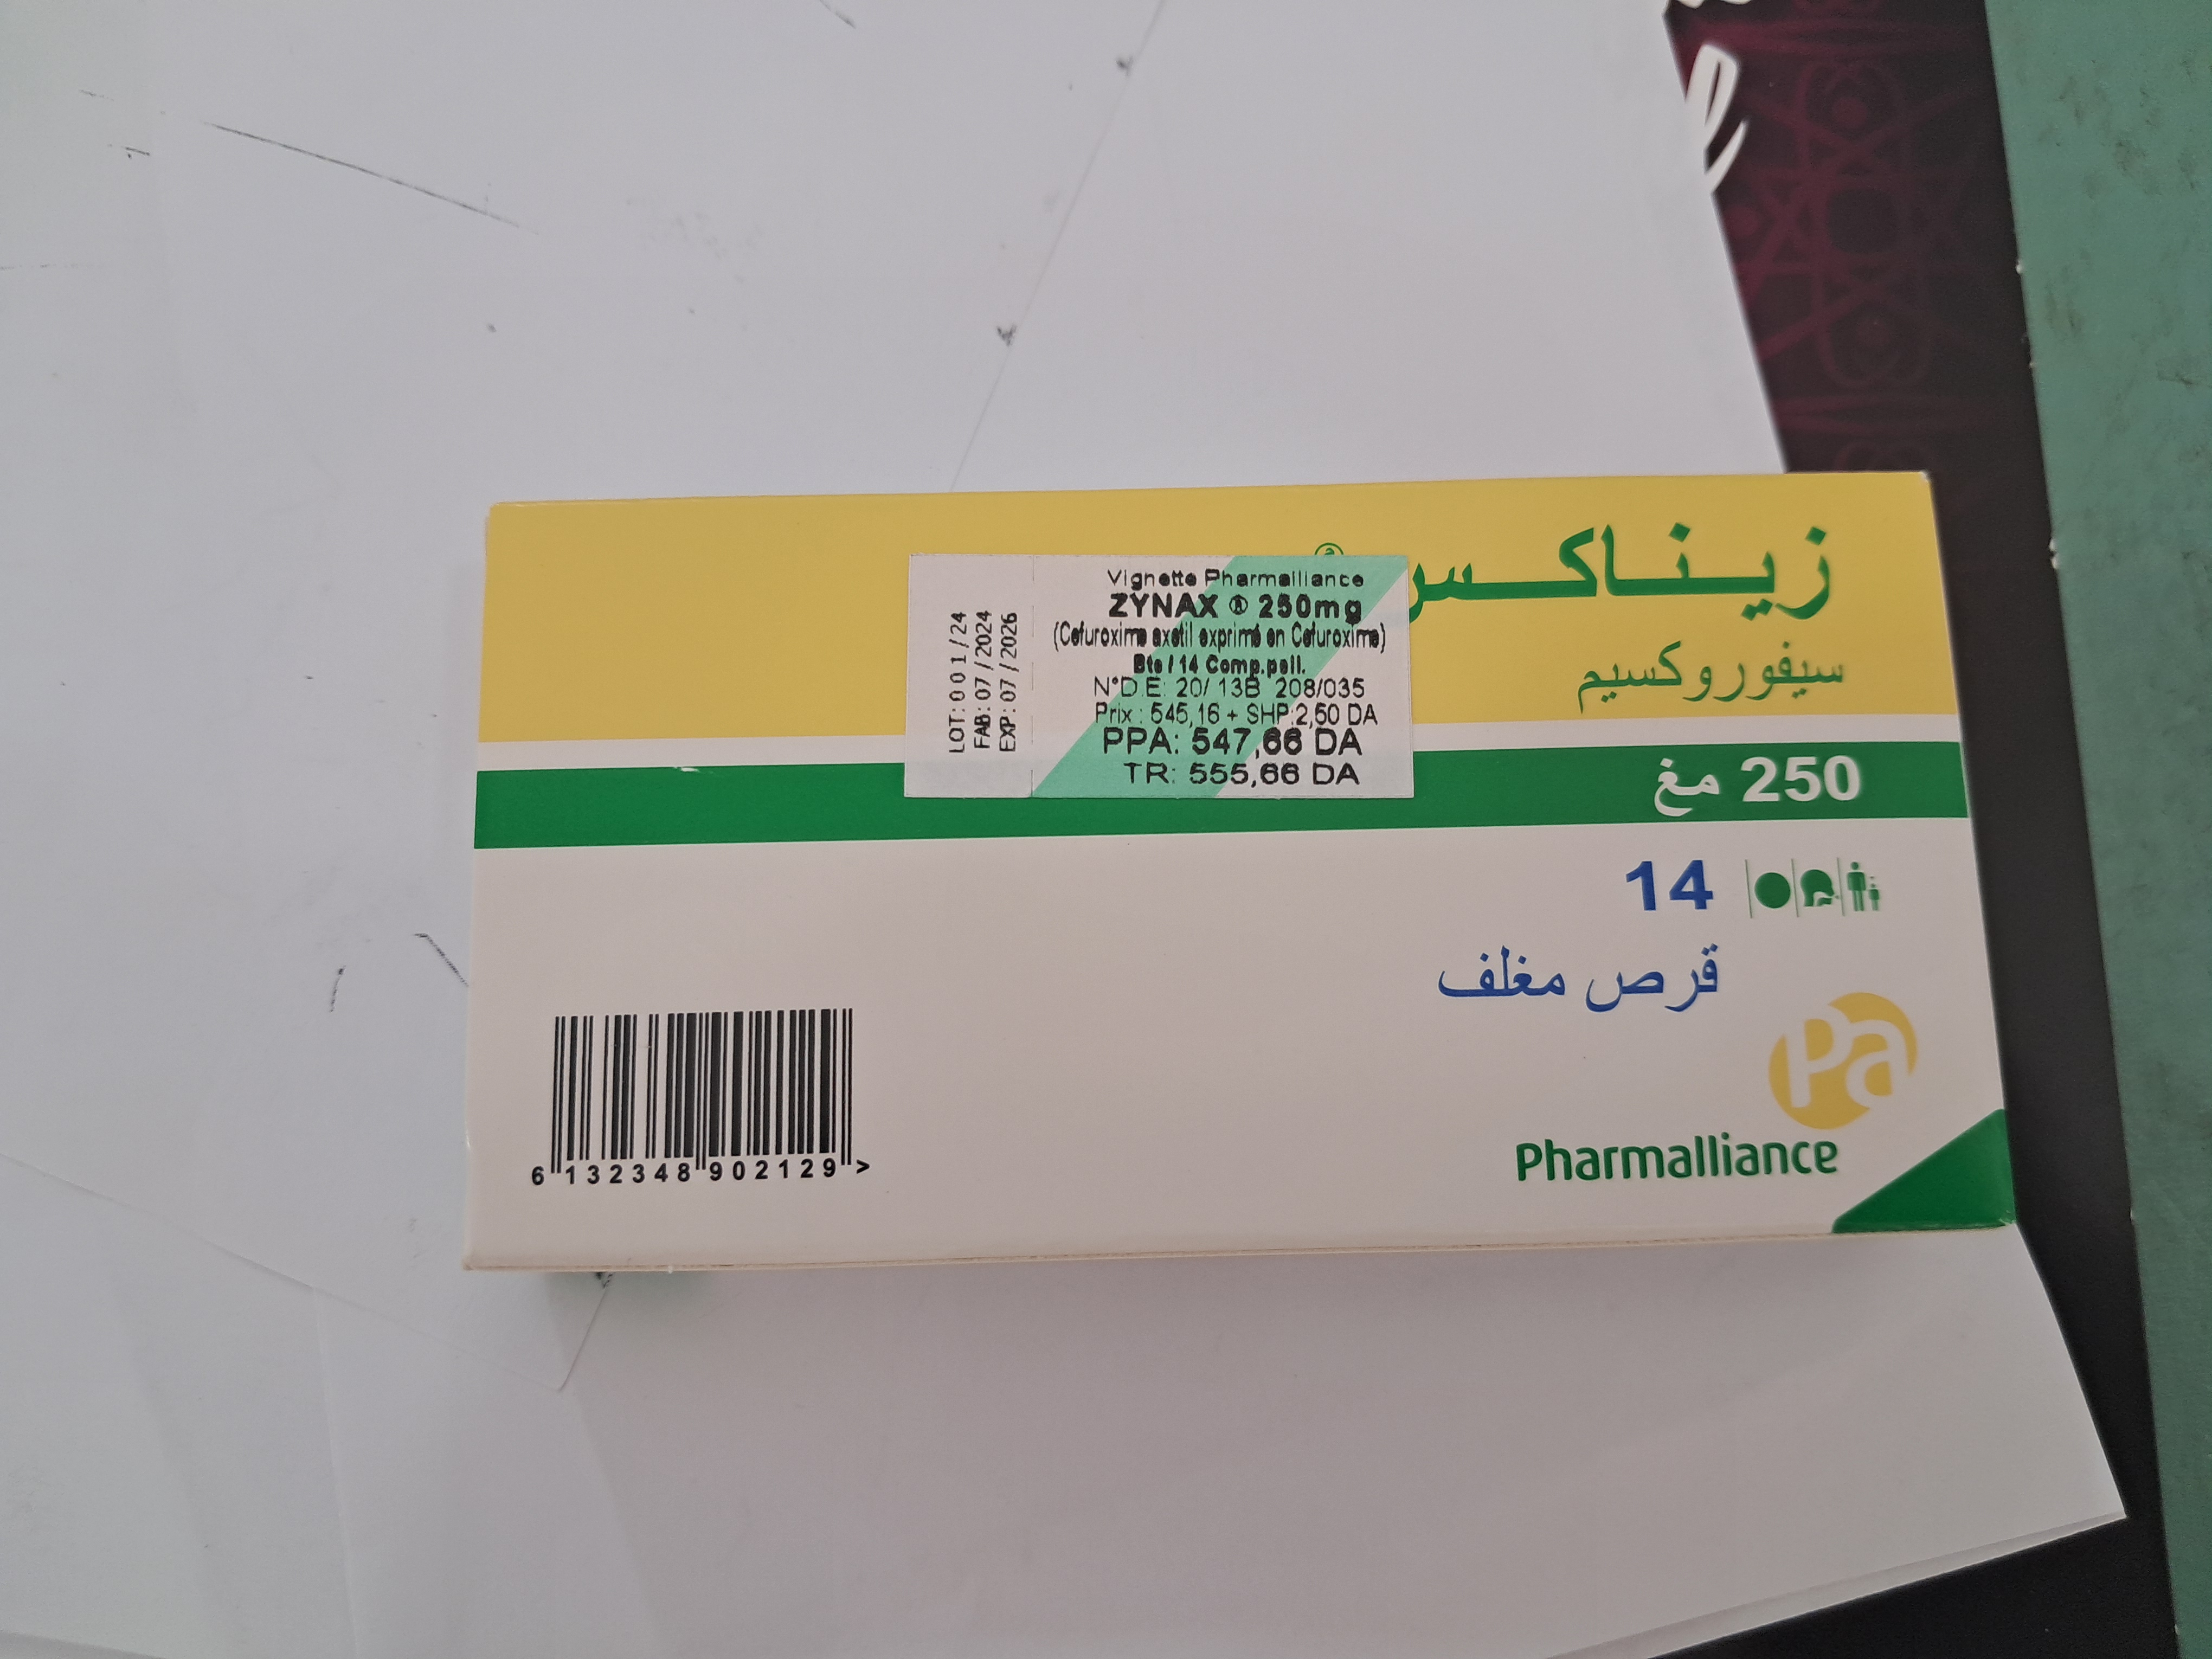 زيناكس
®
سيفوروكسيم
250 مغ
14
قرص مغلف
Pa
Pharmalliance
Vignette Pharmalliance
ZYNAX ® 250mg
(Cefuroxime axetil exprimé en Cefuroxime)
Bte / 14 Comp.pell.
N°D.E: 20/ 13B 208/035
Prix : 545,16 + SHP:2,50 DA
PPA: 547,66 DA
TR: 555,66 DA
LOT: 001/24
FAB: 07/2024
EXP: 07/2026
6 132348 902129 >